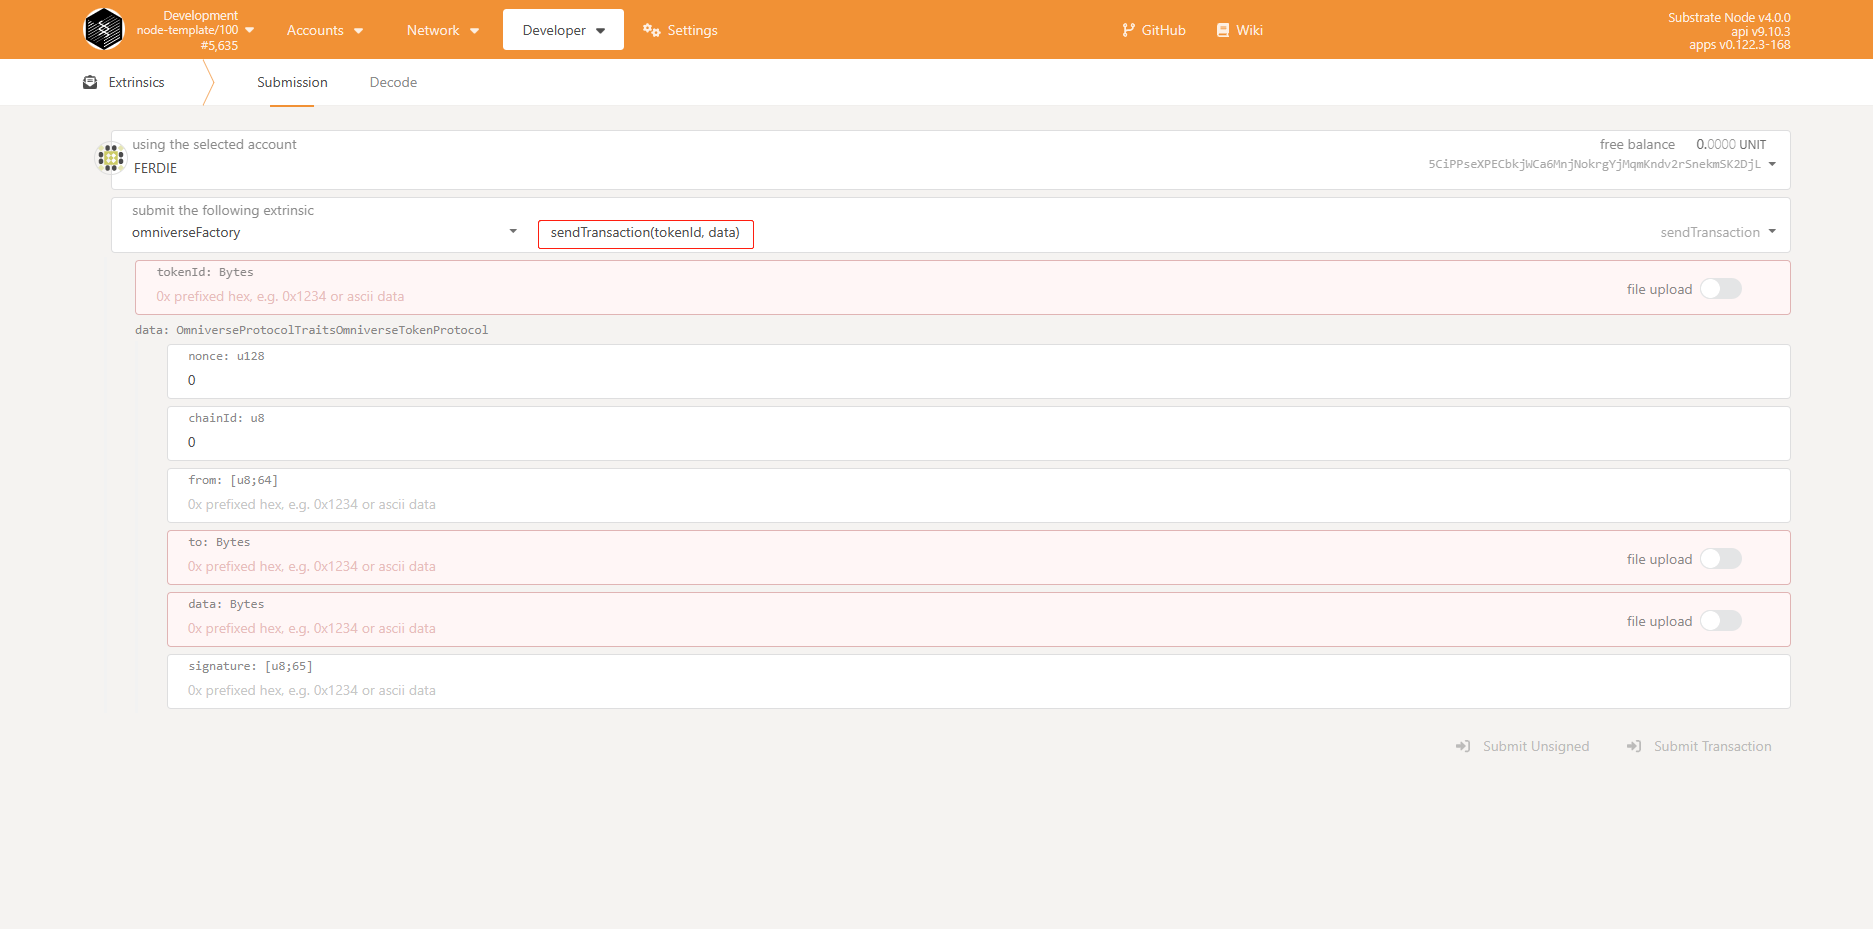 Development
node-template/100
#5,635
Accounts
Network
Developer
Settings
GitHub
Wiki
Substrate Node v4.0.0
api v9.10.3
apps v0.122.3-168
Extrinsics
Submission
Decode
using the selected account
FERDIE
free balance 0.0000 UNIT
5CiPPseXPECbkjWCa6MnjNokrgYjMqmKndv2rSnekmSK2DjL
submit the following extrinsic
omniverseFactory
sendTransaction(tokenId, data)
sendTransaction
tokenId: Bytes
0x prefixed hex, e.g. 0x1234 or ascii data
file upload
data: OmniverseProtocolTraitsOmniverseTokenProtocol
nonce: u128
0
chainId: u8
0
from: [u8;64]
0x prefixed hex, e.g. 0x1234 or ascii data
to: Bytes
0x prefixed hex, e.g. 0x1234 or ascii data
file upload
data: Bytes
0x prefixed hex, e.g. 0x1234 or ascii data
file upload
signature: [u8;65]
0x prefixed hex, e.g. 0x1234 or ascii data
Submit Unsigned
Submit Transaction